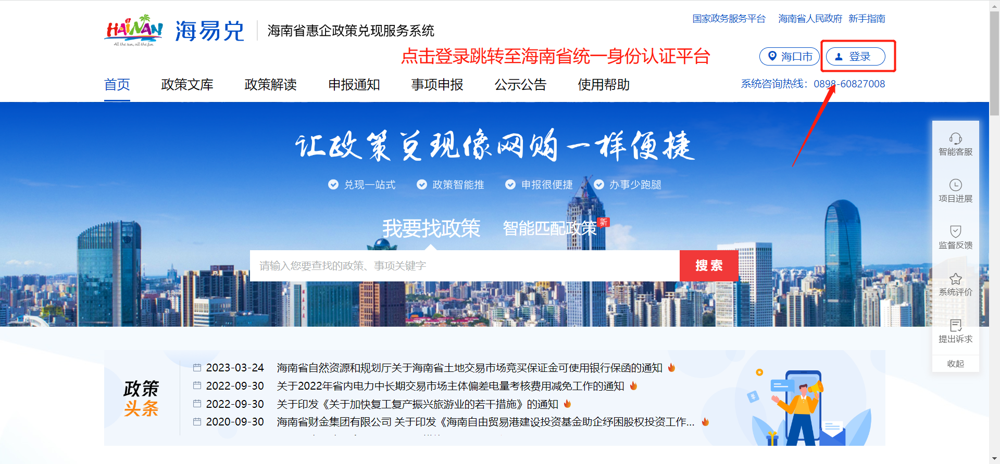 国家政务服务平台 海南省人民政府 新手指南
HAINAN
All the sun, all the fun
海易兑 海南省惠企政策兑现服务系统
点击登录跳转至海南省统一身份认证平台
海口市 登录
首页 政策文库 政策解读 申报通知 事项申报 公示公告 使用帮助
系统咨询热线：0898-60827008
让政策兑现像网购一样便捷
兑现一站式 政策智能推 申报很便捷 办事少跑腿
我要找政策 智能匹配政策 新
请输入您要查找的政策、事项关键字 搜索
智能客服
项目进展
监督反馈
系统评价
提出诉求
收起
政策
头条
2023-03-24 海南省自然资源和规划厅关于海南省土地交易市场竞买保证金可使用银行保函的通知
2022-09-30 关于2022年省内电力中长期交易市场主体偏差电量考核费用减免工作的通知
2022-09-30 关于印发《关于加快复工复产振兴旅游业的若干措施》的通知
2020-09-30 海南省财金集团有限公司 关于印发《海南自由贸易港建设投资基金助企纾困股权投资工作...